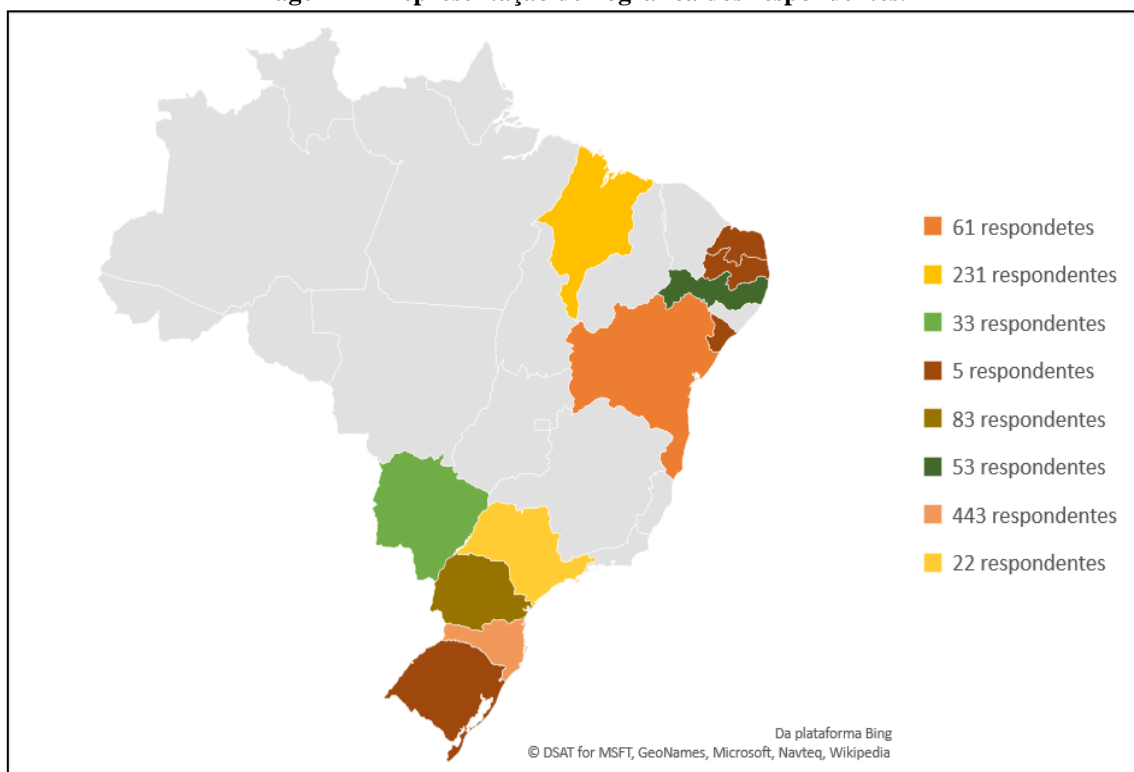 61 respondetes
231 respondentes
33 respondentes
5 respondentes
83 respondentes
53 respondentes
443 respondentes
22 respondentes
Da plataforma Bing
© DSAT for MSFT, GeoNames, Microsoft, Navteq, Wikipedia